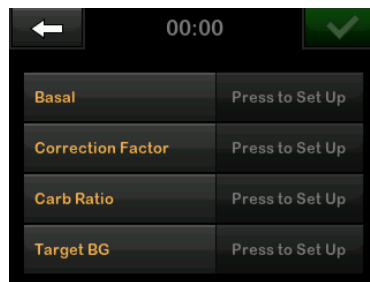 00:00
Basal Press to Set Up
Correction Factor Press to Set Up
Carb Ratio Press to Set Up
Target BG Press to Set Up